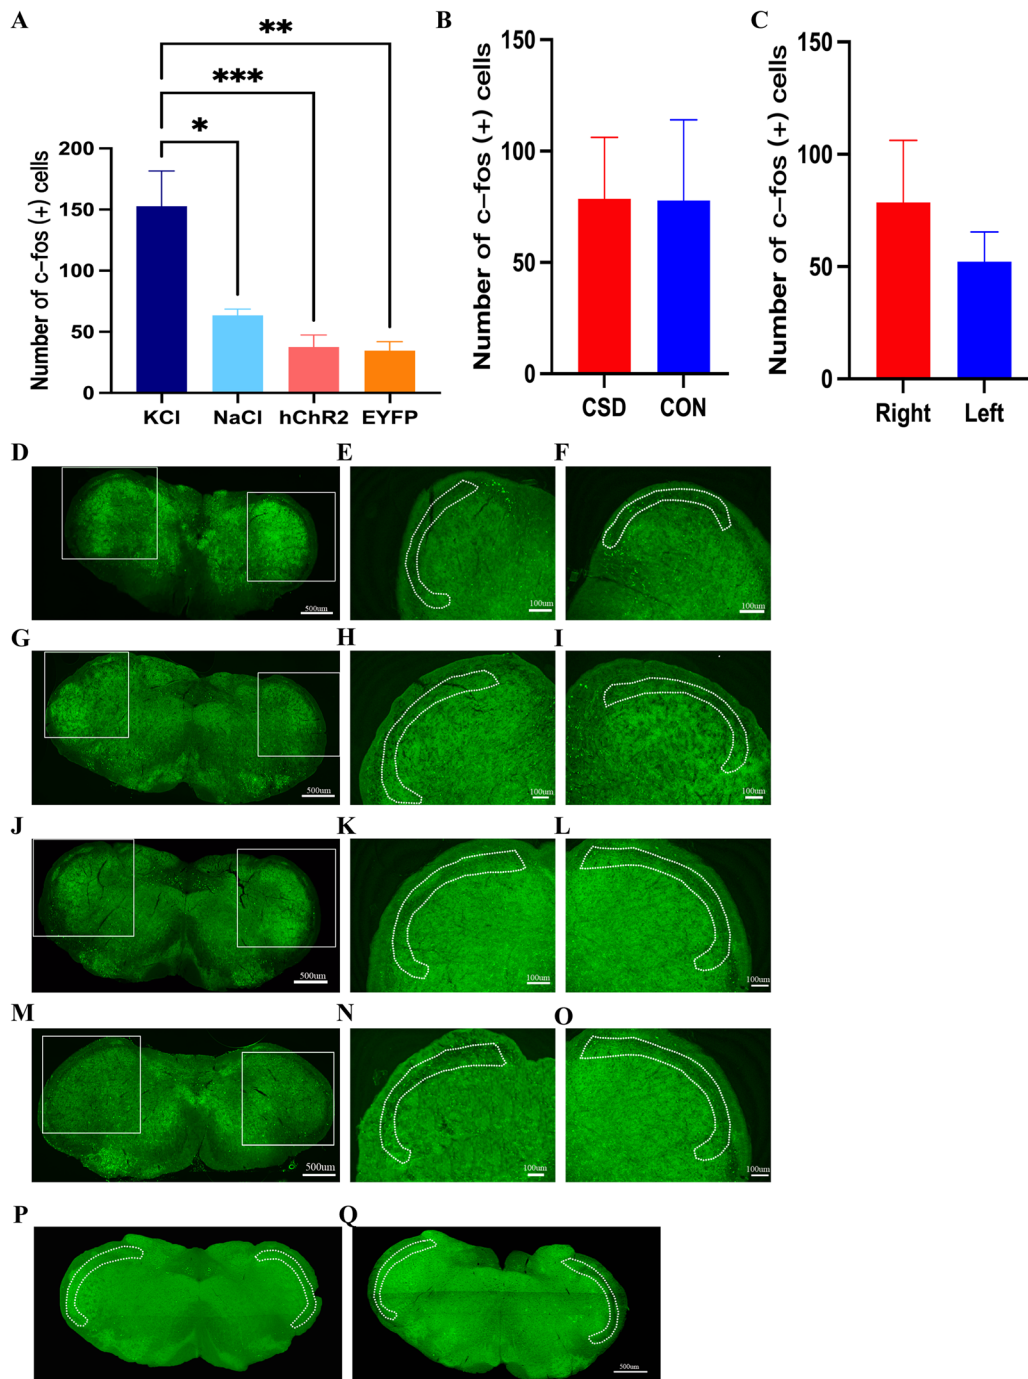 A
**
***
*
Number of c-fos (+) cells
200
150
100
50
0
KCl
NaCl
hChR2
EYFP
B
Number of c-fos (+) cells
150
100
50
0
CSD
CON
C
Number of c-fos (+) cells
150
100
50
0
Right
Left
D
500um
E
100um
F
100um
G
500um
H
100um
I
100um
J
500um
K
100um
L
100um
M
500um
N
100um
O
100um
P
Q
500um